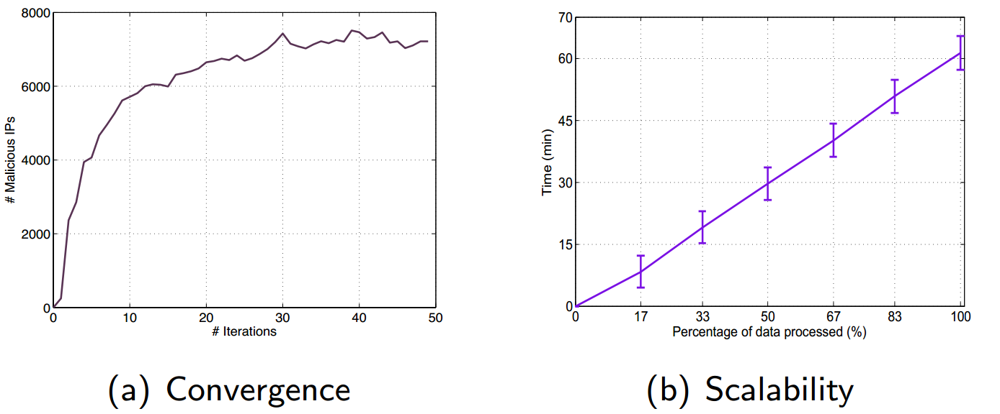 8000
6000
4000
2000
0
# Malicious IPs
0 10 20 30 40 50
# Iterations
(a) Convergence
70
60
45
30
15
0
Time (min)
0 17 33 50 67 83 100
Percentage of data processed (%)
(b) Scalability